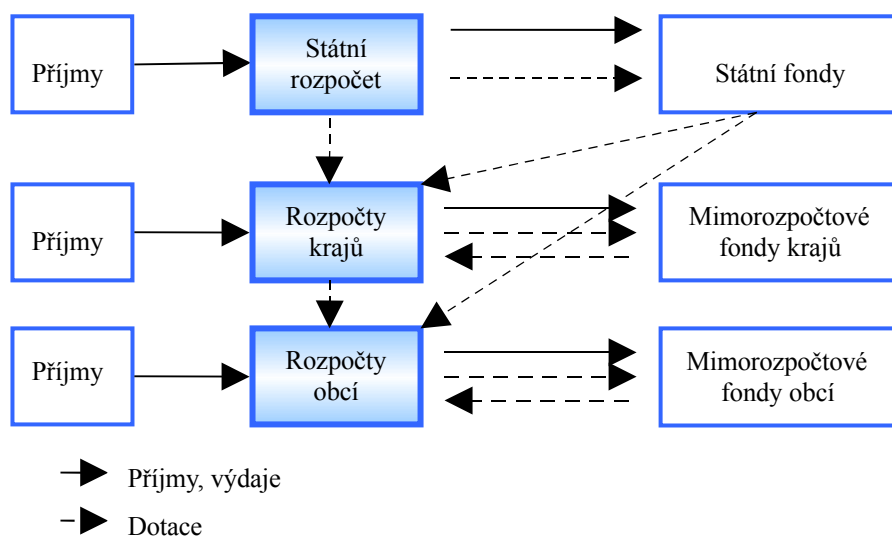 Příjmy
Státní
rozpočet
Státní fondy
Příjmy
Rozpočty
krajů
Mimorozpočtové
fondy krajů
Příjmy
Rozpočty
obcí
Mimorozpočtové
fondy obcí
Příjmy, výdaje
Dotace